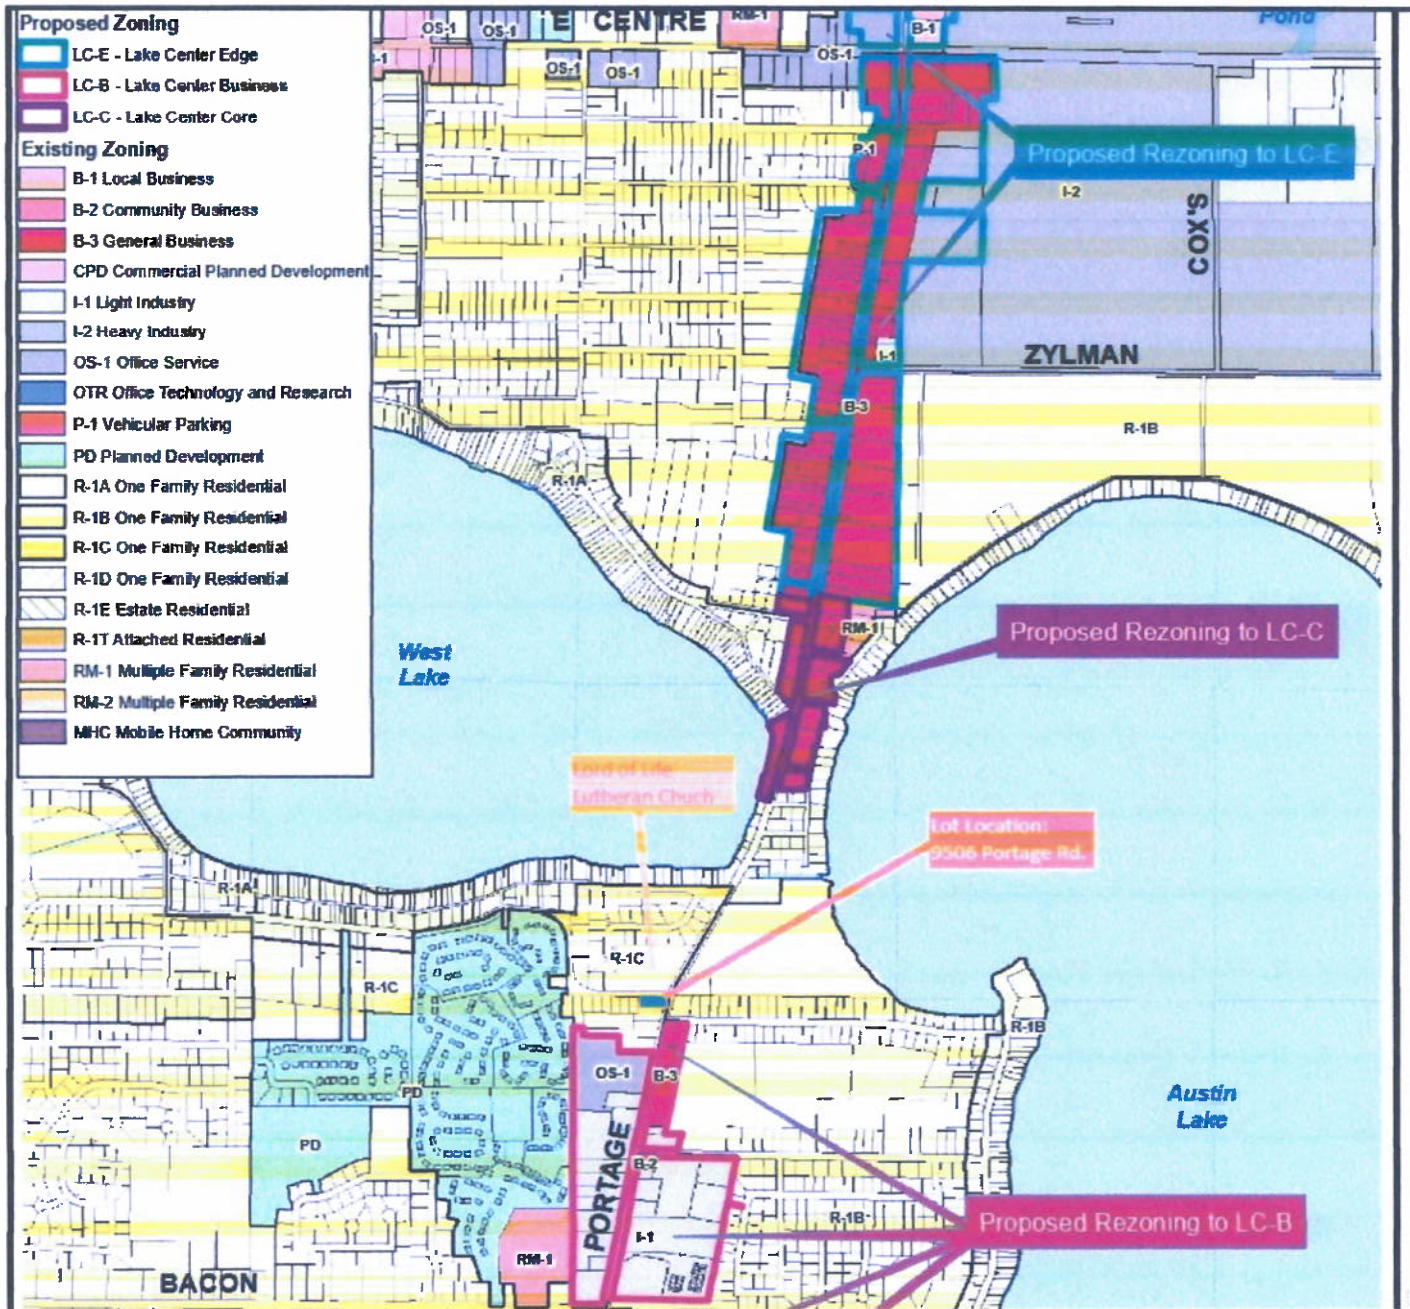 Proposed Zoning
LC-E - Lake Center Edge
LC-B - Lake Center Business
LC-C - Lake Center Core
Existing Zoning
B-1 Local Business
B-2 Community Business
B-3 General Business
CPD Commercial Planned Development
I-1 Light Industry
I-2 Heavy Industry
OS-1 Office Service
OTR Office Technology and Research
P-1 Vehicular Parking
PD Planned Development
R-1A One Family Residential
R-1B One Family Residential
R-1C One Family Residential
R-1D One Family Residential
R-1E Estate Residential
R-1T Attached Residential
RM-1 Multiple Family Residential
RM-2 Multiple Family Residential
MHC Mobile Home Community
E CENTRE
Pond
OS-1
OS-1
RM-1
B-1
-1
OS-1
OS-1
OS-1
P-1
Proposed Rezoning to LC-E
I-2
COX'S
I-1
ZYLMAN
B-3
R-1B
R-1A
RM-1
Proposed Rezoning to LC-C
West
Lake
Lord of Life
Lutheran Chuch
Lot Location:
9506 Portage Rd.
R-1A
R-1C
R-1C
R-1B
OS-1
B-3
PD
Austin
Lake
PD
PORTAGE
B-2
R-1B
Proposed Rezoning to LC-B
I-1
RM-1
BACON